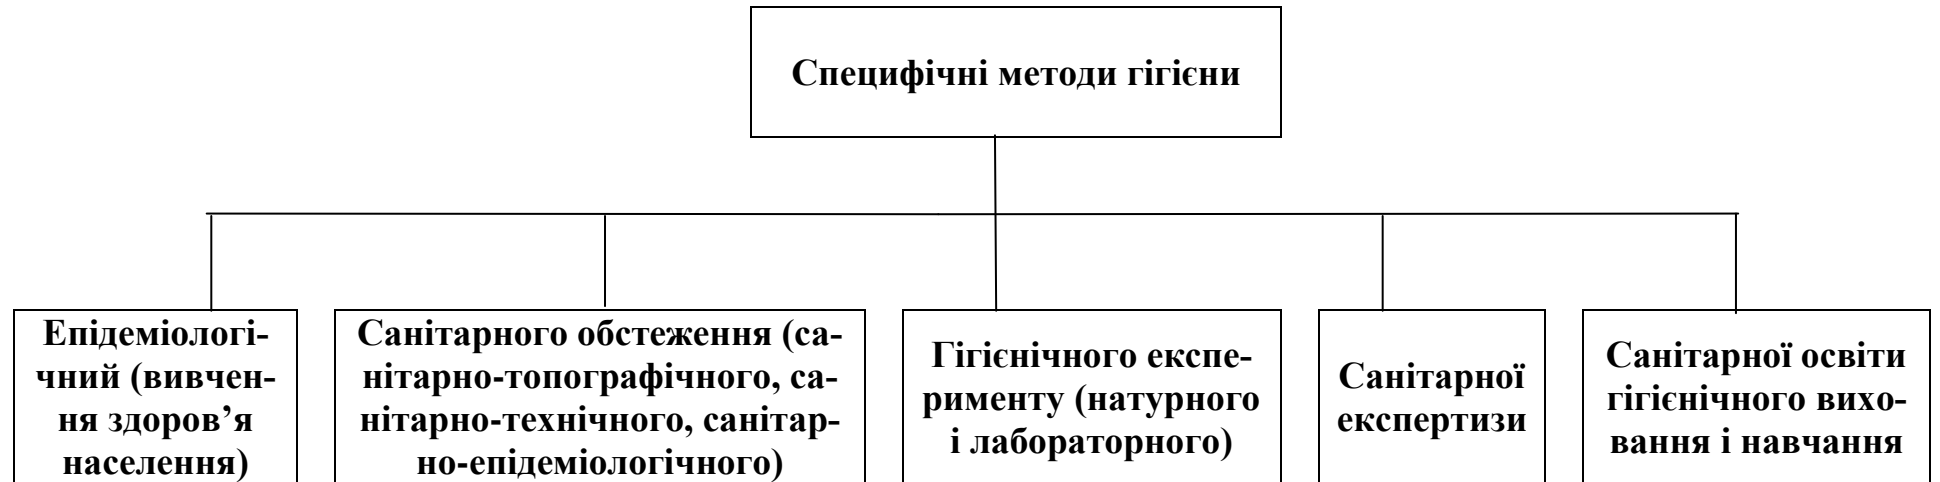 Специфічні методи гігієни
Епідеміологі-
чний (вивчен-
ня здоров’я
населення)
Санітарного обстеження (са-
нітарно-топографічного, са-
нітарно-технічного, санітар-
но-епідеміологічного)
Гігієнічного експе-
рименту (натурного
і лабораторного)
Санітарної
експертизи
Санітарної освіти
гігієнічного вихо-
вання і навчання